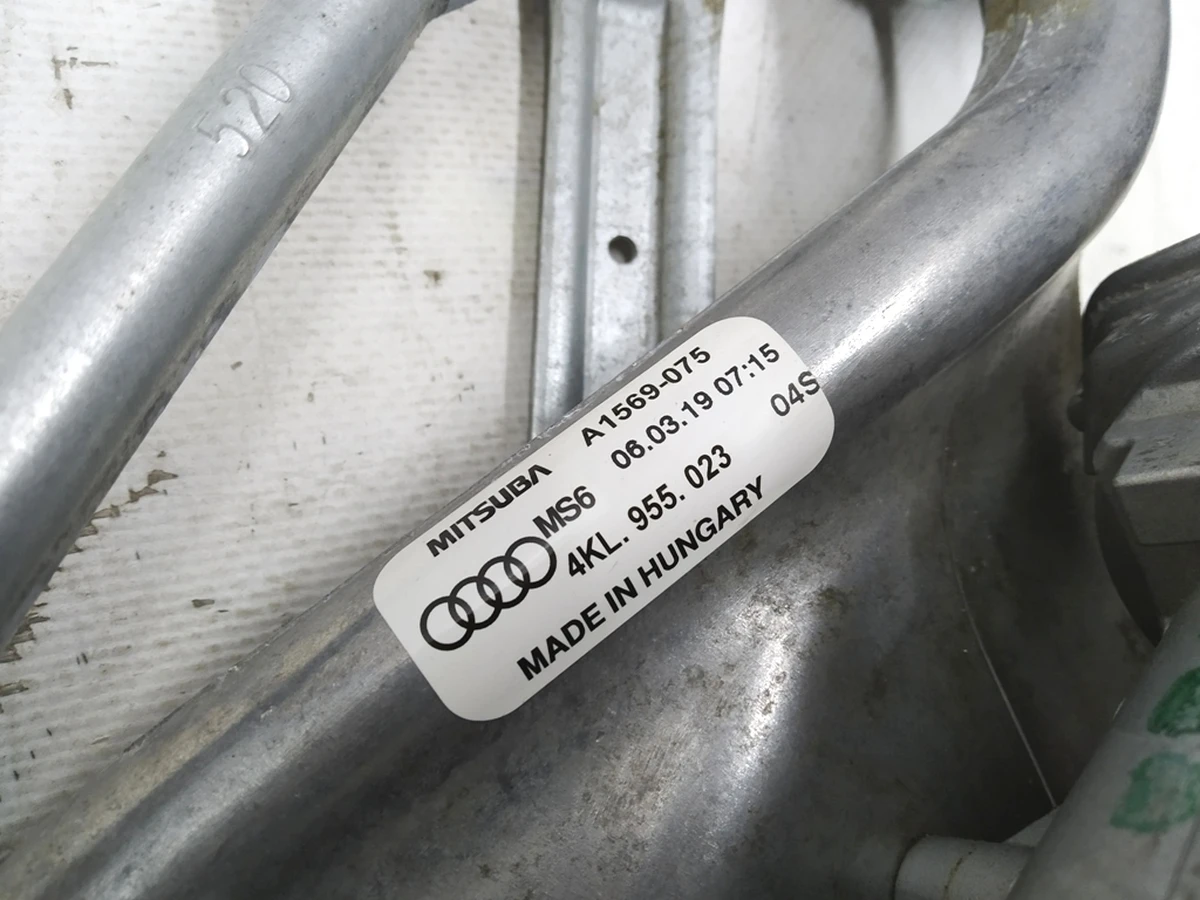 520
MITSUBA A1569-075
MS6 06.03.19 07:15
4KL. 955. 023 04S
MADE IN HUNGARY